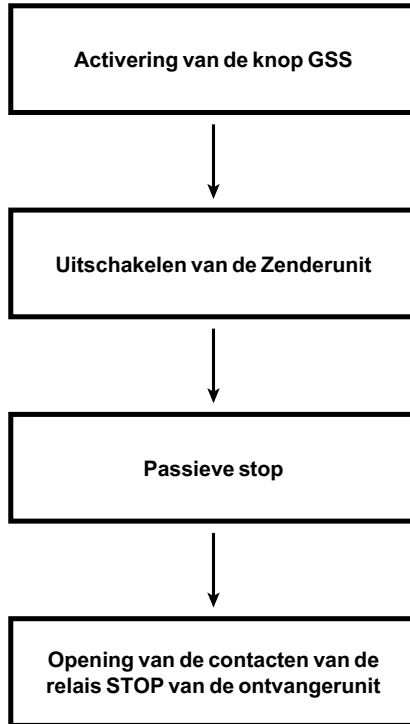 Activering van de knop GSS
Uitschakelen van de Zenderunit
Passieve stop
Opening van de contacten van de
relais STOP van de ontvangerunit